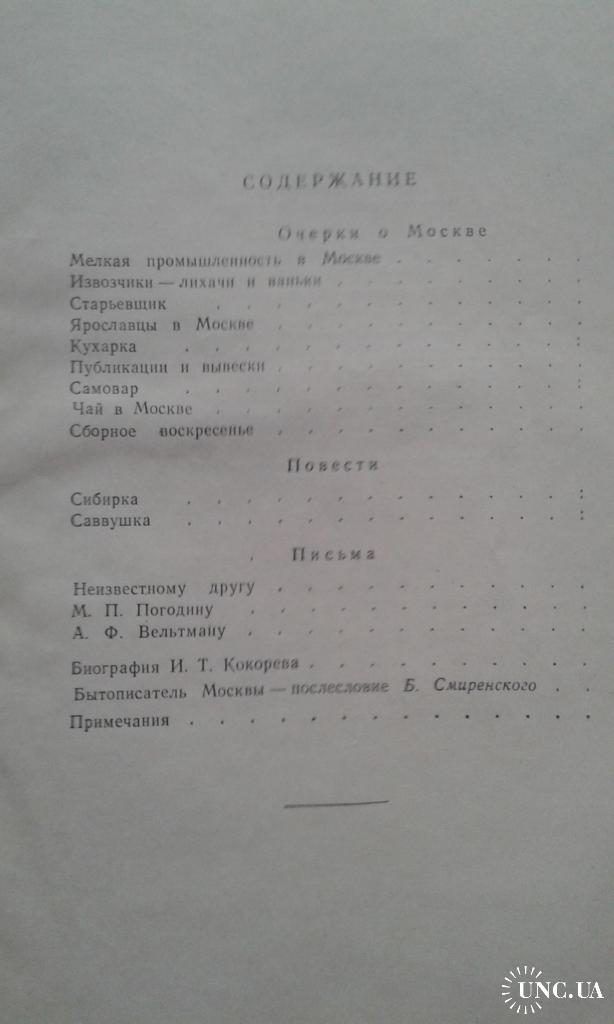 СОДЕРЖАНИЕ
Очерки о Москве
Мелкая промышленность в Москве
Извозчики — лихачи и ваньки
Старьевщик
Ярославцы в Москве
Кухарка
Публикации и вывески
Самовар
Чай в Москве
Сборное воскресенье
Повести
Сибирка
Саввушка
Письма
Неизвестному другу
М. П. Погодину
А. Ф. Вельтману
Биография И. Т. Кокорева
Бытописатель Москвы — послесловие Б. Смиренского
Примечания
UNC.UA